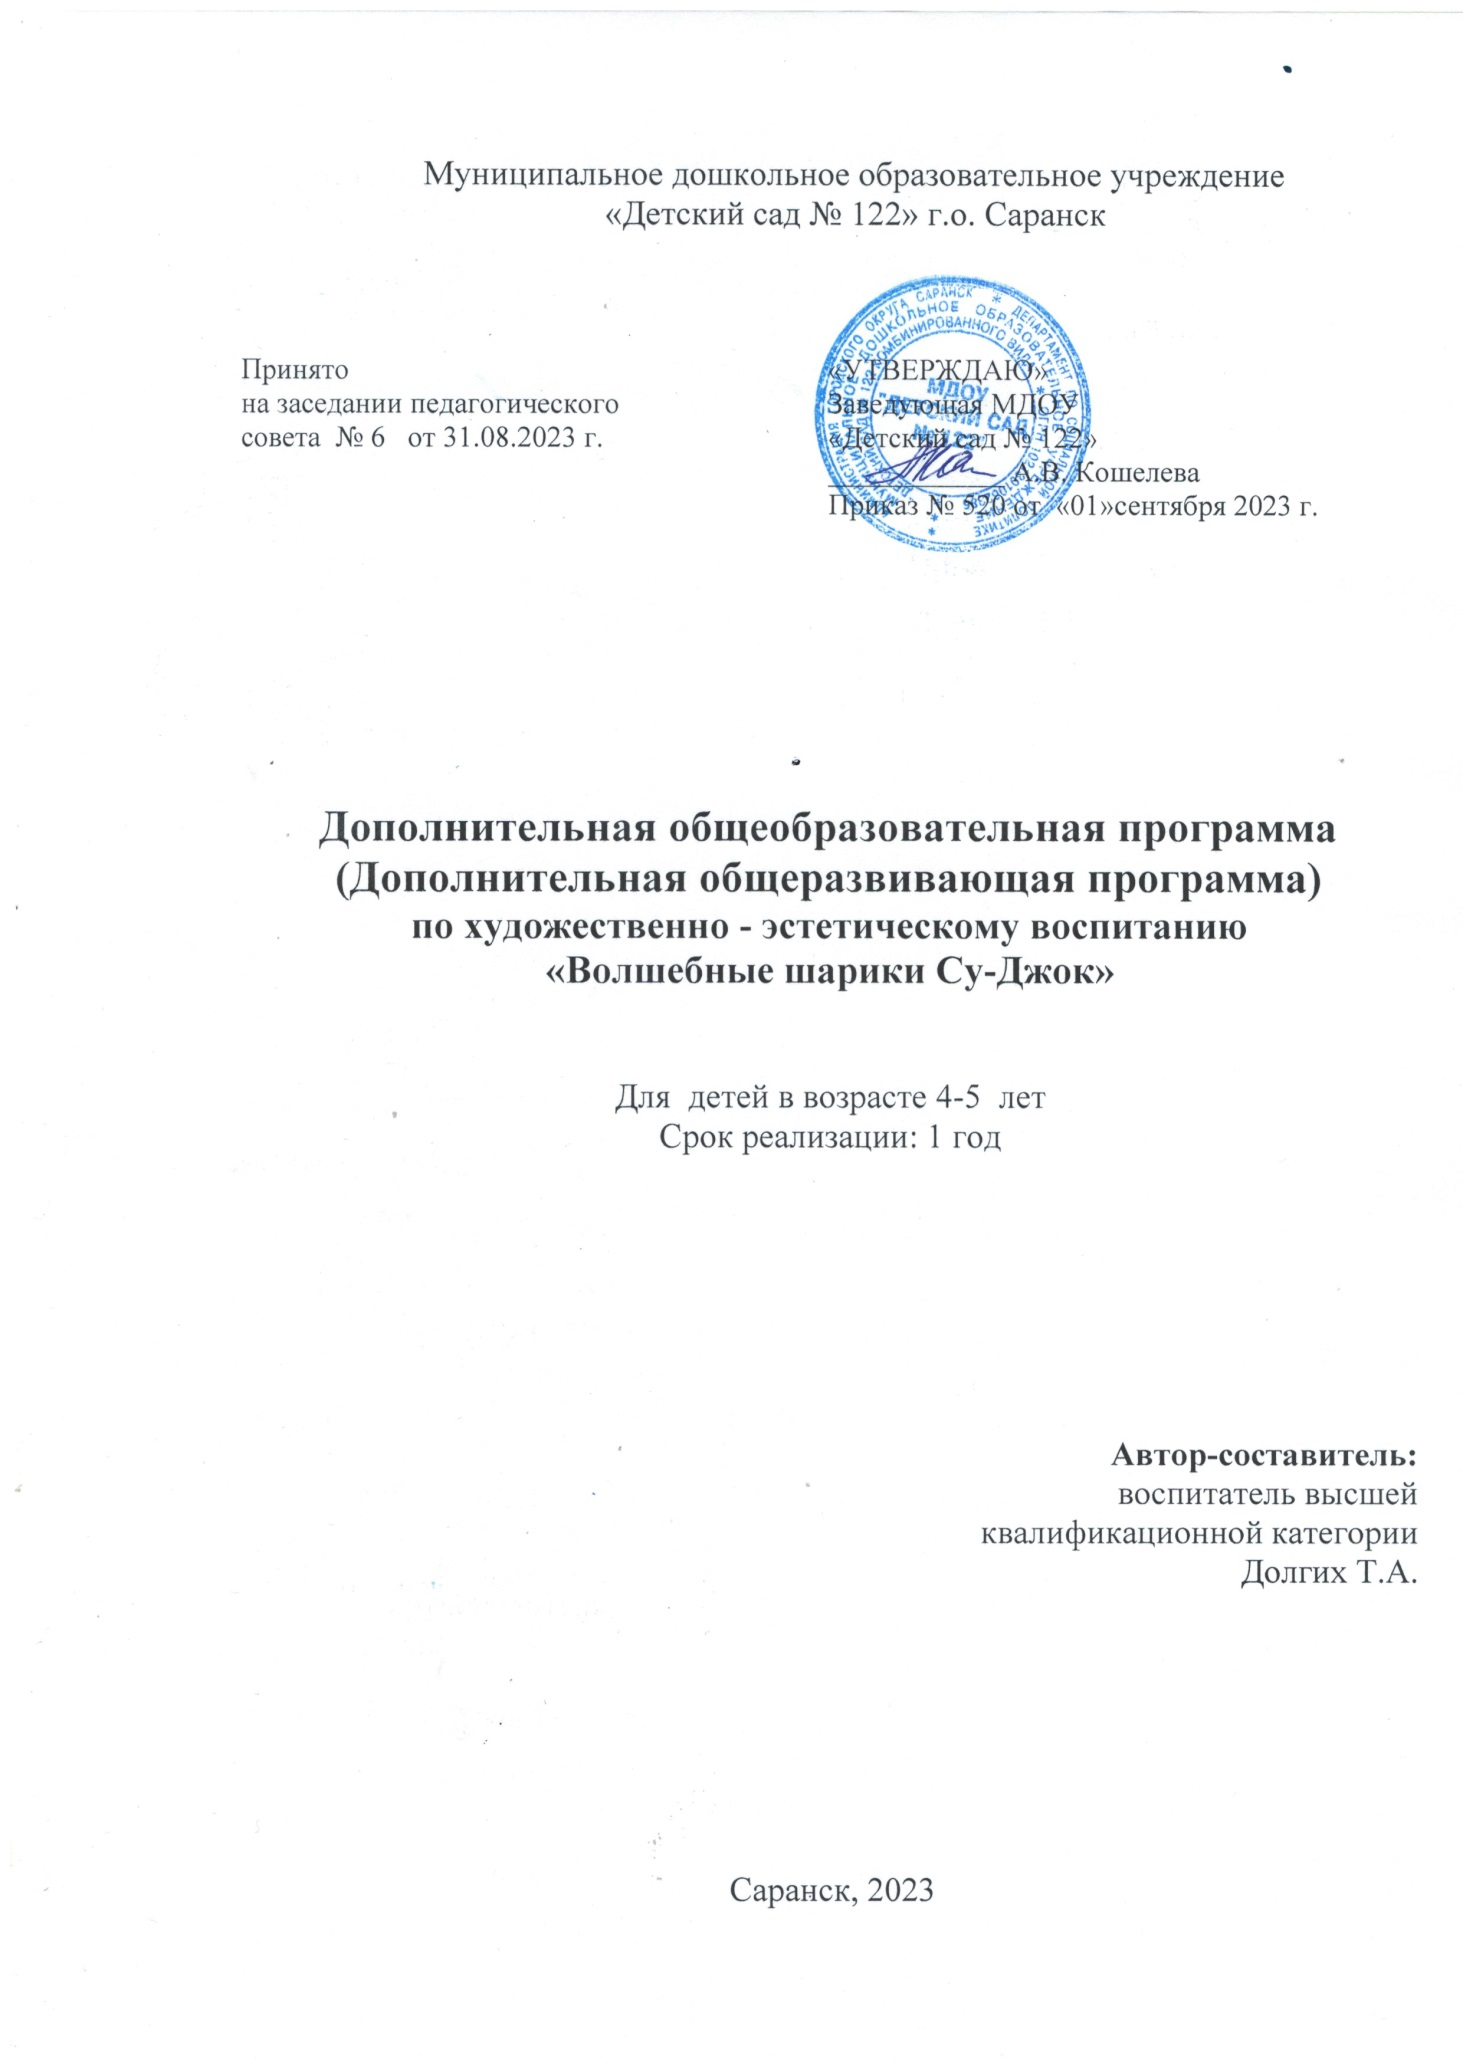 Муниципальное дошкольное образовательное учреждение
«Детский сад № 122» г.о. Саранск
Принято
на заседании педагогического
совета № 6 от 31.08.2023 г.
«УТВЕРЖДАЮ»
Заведующая МДОУ
«Детский сад № 122»
А.В. Кошелева
Приказ № 520 от «01»сентября 2023 г.
МДОУ
"ДЕТСКИЙ САД
Дополнительная общеобразовательная программа
(Дополнительная общеразвивающая программа)
по художественно - эстетическому воспитанию
«Волшебные шарики Су-Джок»
Для детей в возрасте 4-5 лет
Срок реализации: 1 год
Автор-составитель:
воспитатель высшей
квалификационной категории
Долгих Т.А.
Саранск, 2023